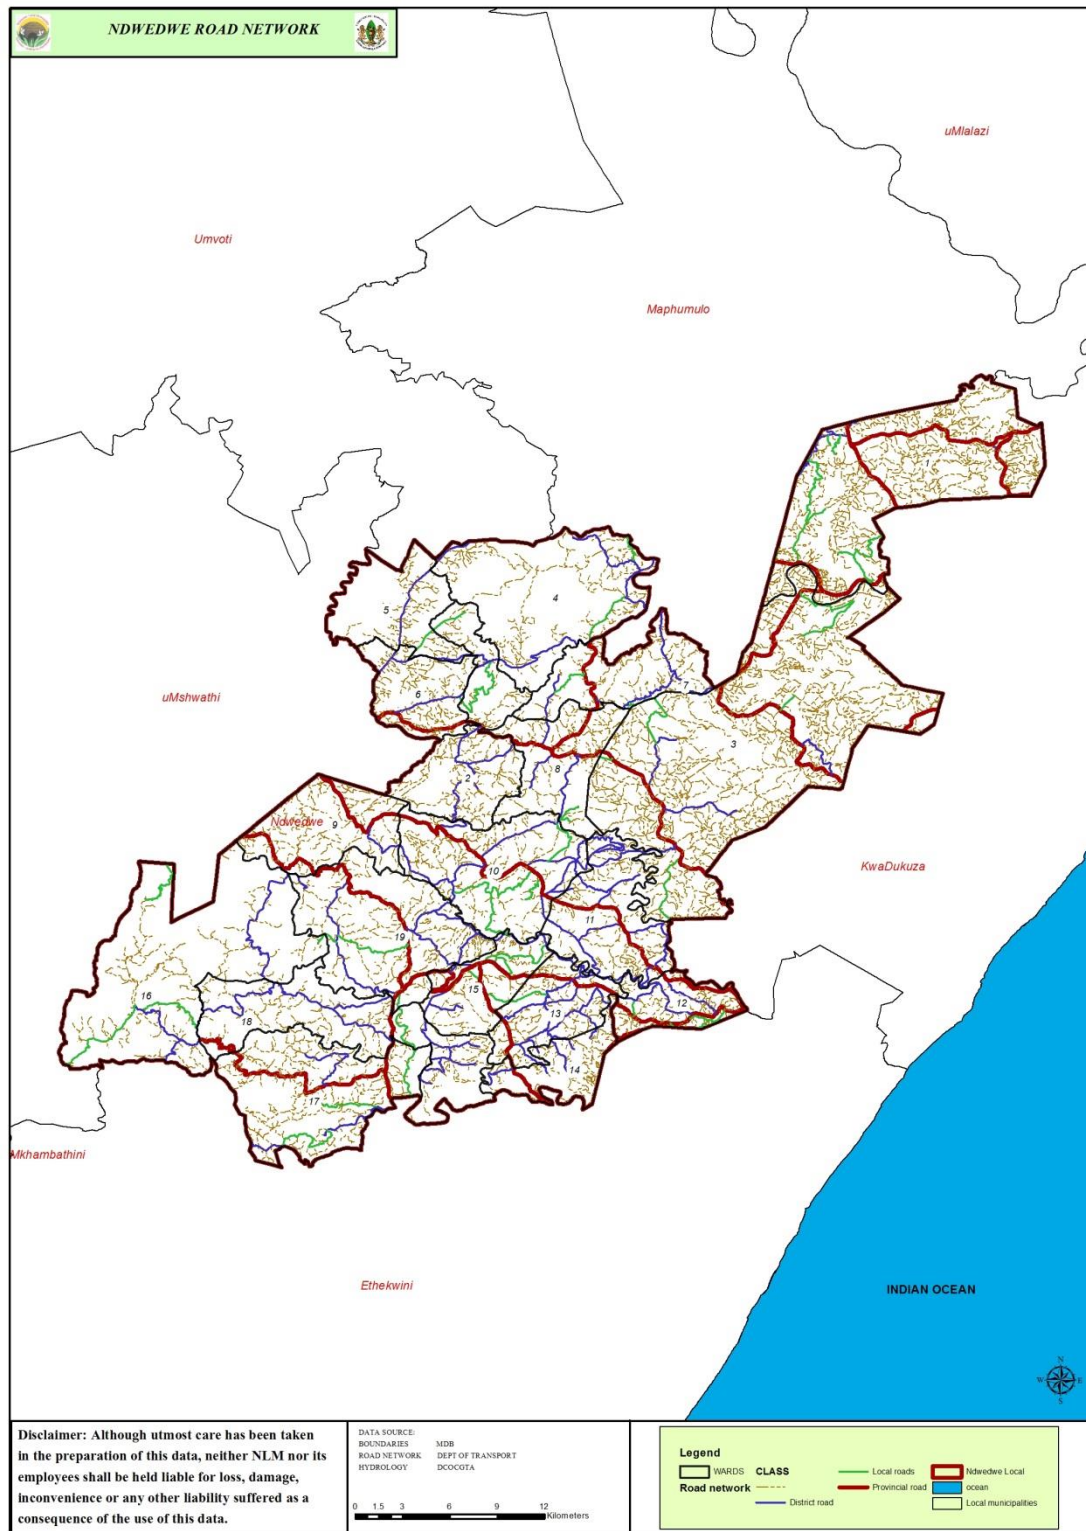 NDWEDWE ROAD NETWORK
uMlalazi
Umvoti
Maphumulo
1
4
5
uMshwathi
6
7
3
2
8
Ndwedwe
9
KwaDukuza
10
11
19
16
15
12
18
13
14
17
Mkhambathini
Ethekwini
INDIAN OCEAN
N
W E
S
Disclaimer: Although utmost care has been taken
in the preparation of this data, neither NLM nor its
employees shall be held liable for loss, damage,
inconvenience or any other liability suffered as a
consequence of the use of this data.
DATA SOURCE:
BOUNDARIES MDB
ROAD NETWORK DEPT OF TRANSPORT
HYDROLOGY DCOCGTA
0 1.5 3 6 9 12
Kilometers
Legend
WARDS CLASS Local roads Ndwedwe Local
Road network Provincial road ocean
District road Local municipalities